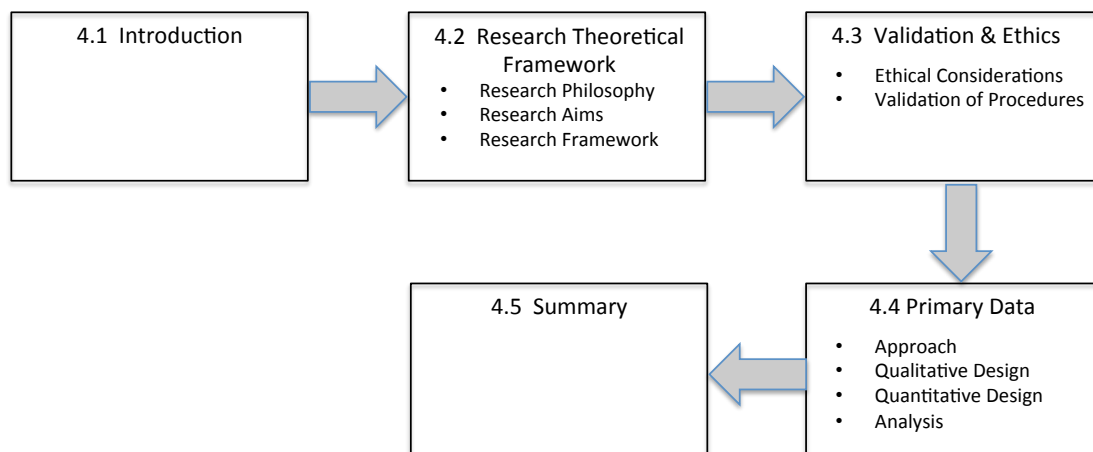 4.1 Introduction
4.2 Research Theoretical
Framework
• Research Philosophy
• Research Aims
• Research Framework
4.3 Validation & Ethics
• Ethical Considerations
• Validation of Procedures
4.4 Primary Data
• Approach
• Qualitative Design
• Quantitative Design
• Analysis
4.5 Summary